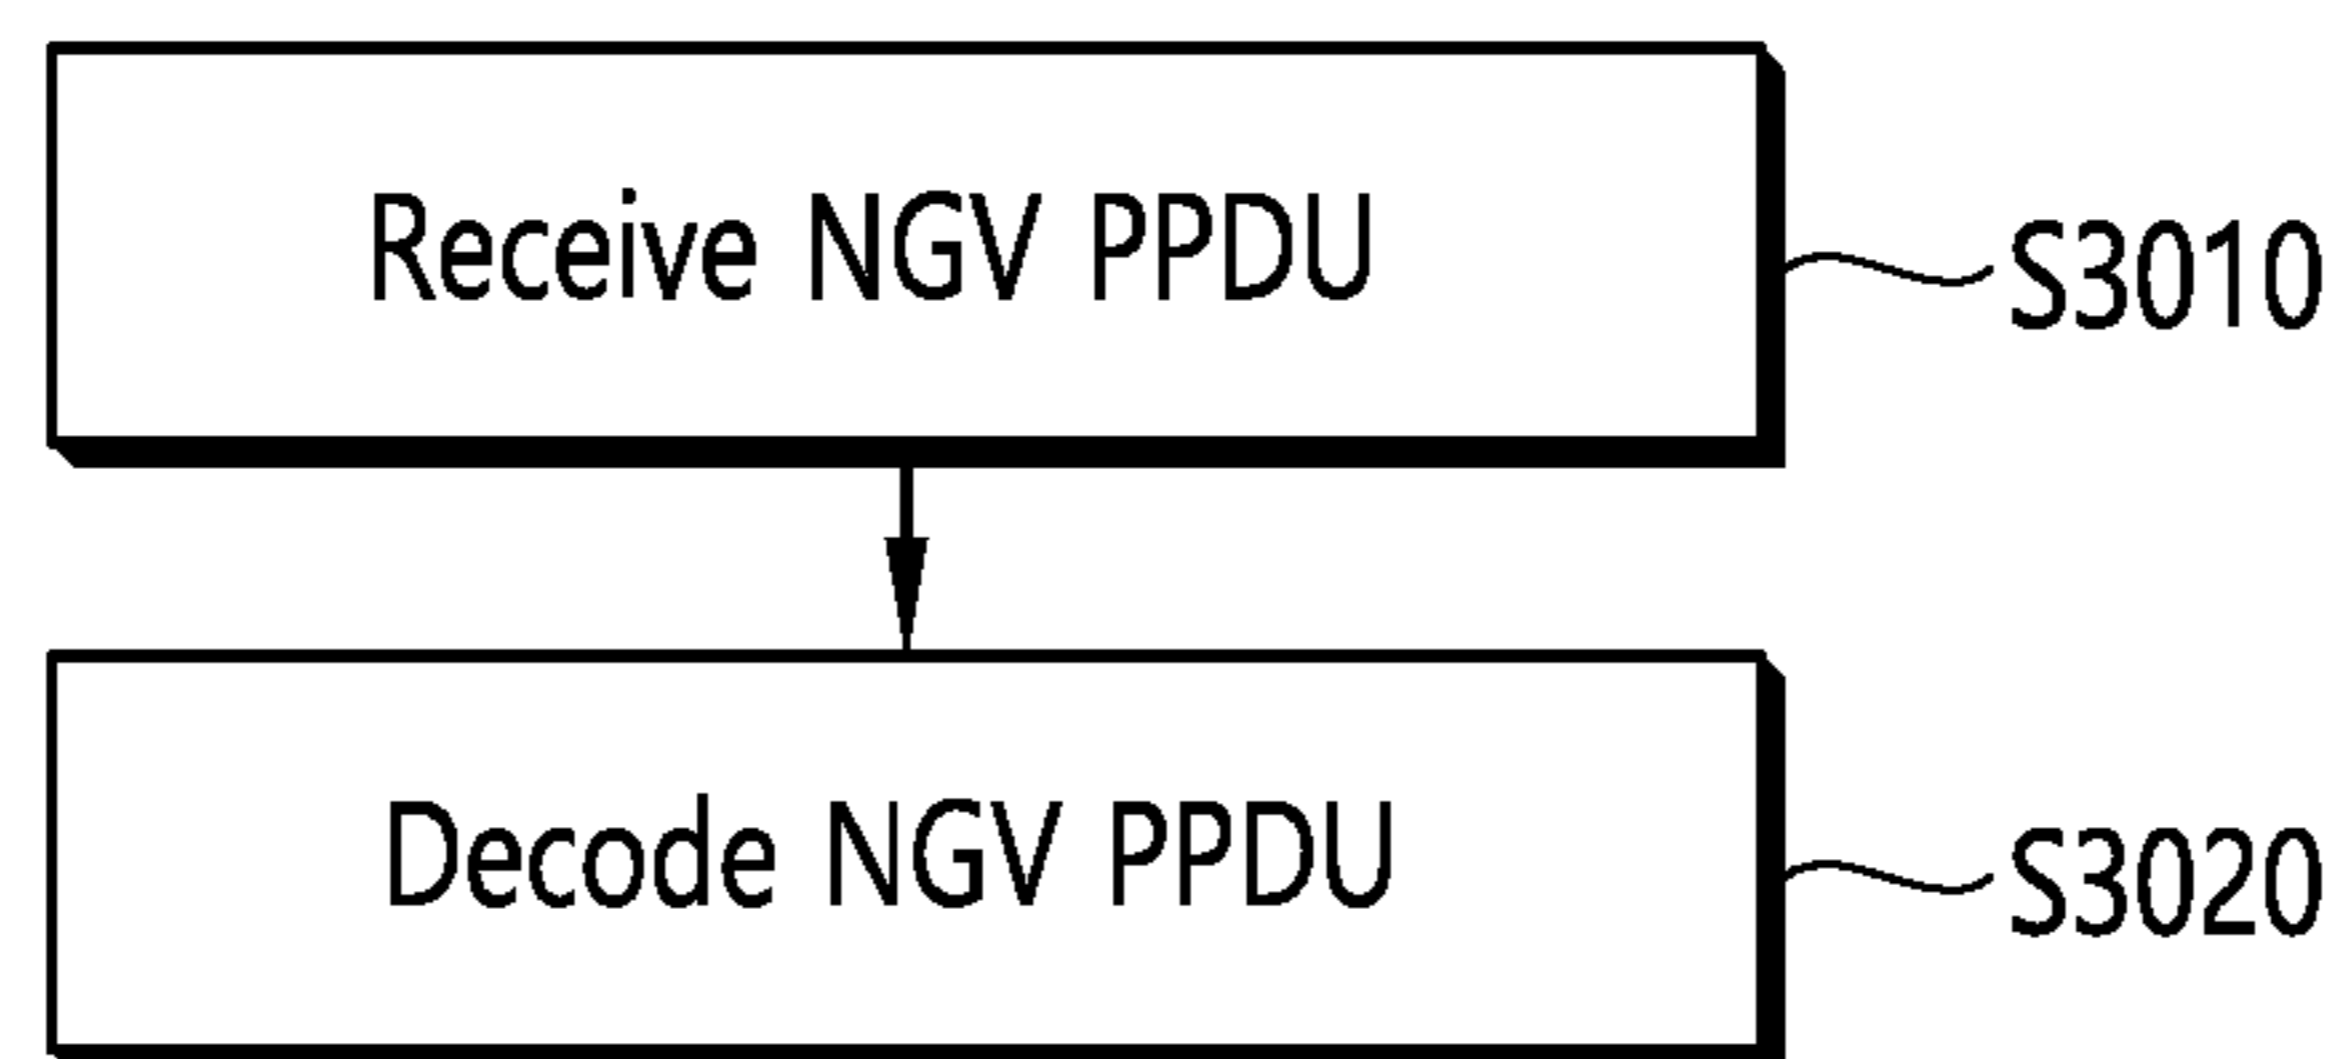 Receive NGV PPDU
S3010
Decode NGV PPDU
S3020